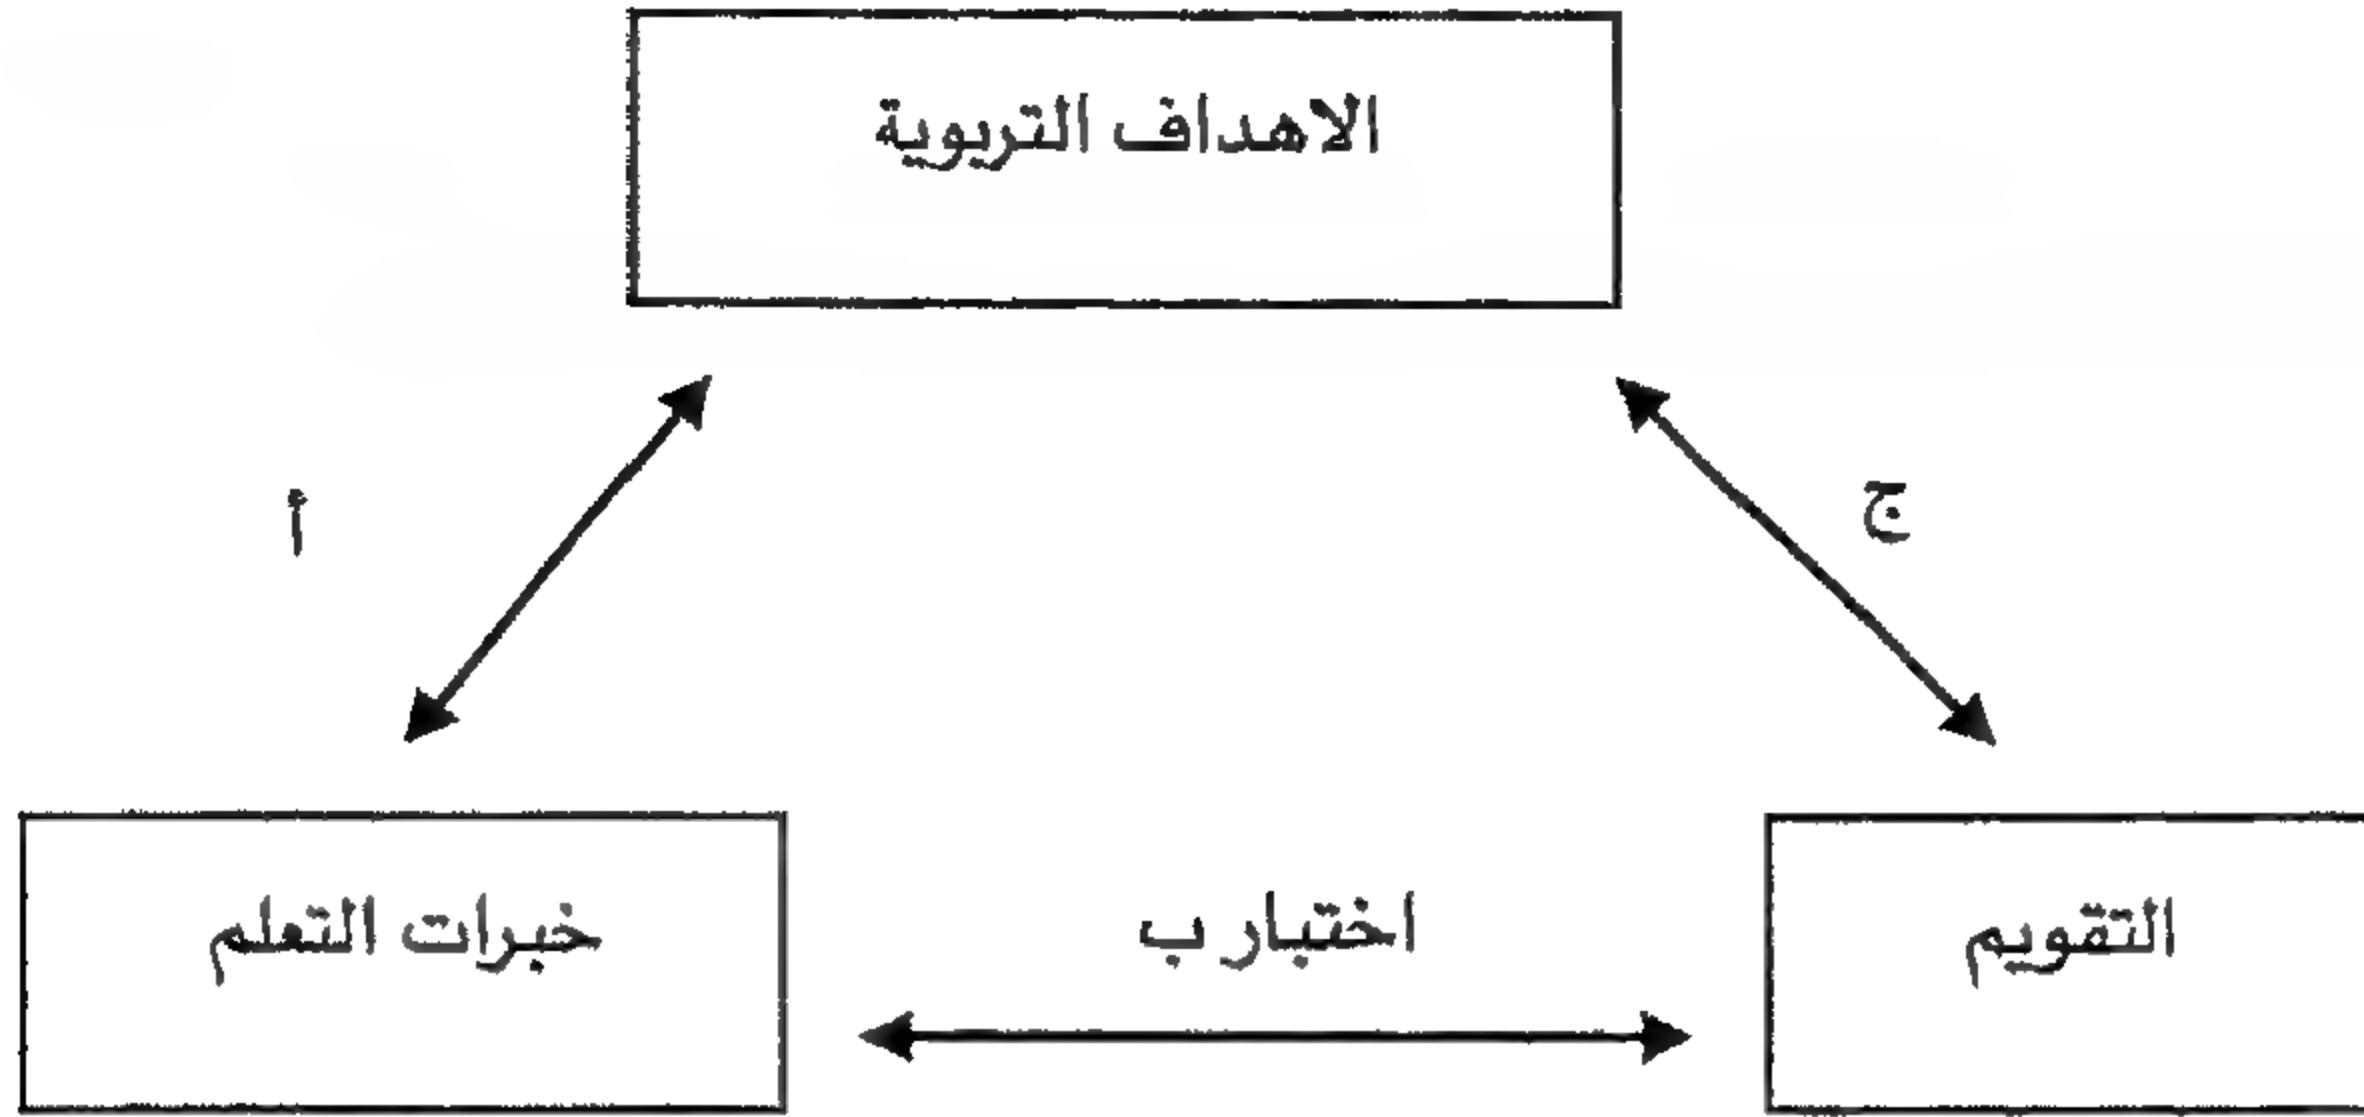 الاهداف التربوية
ج
أ
التقويم
اختبار ب
خبرات التعلم